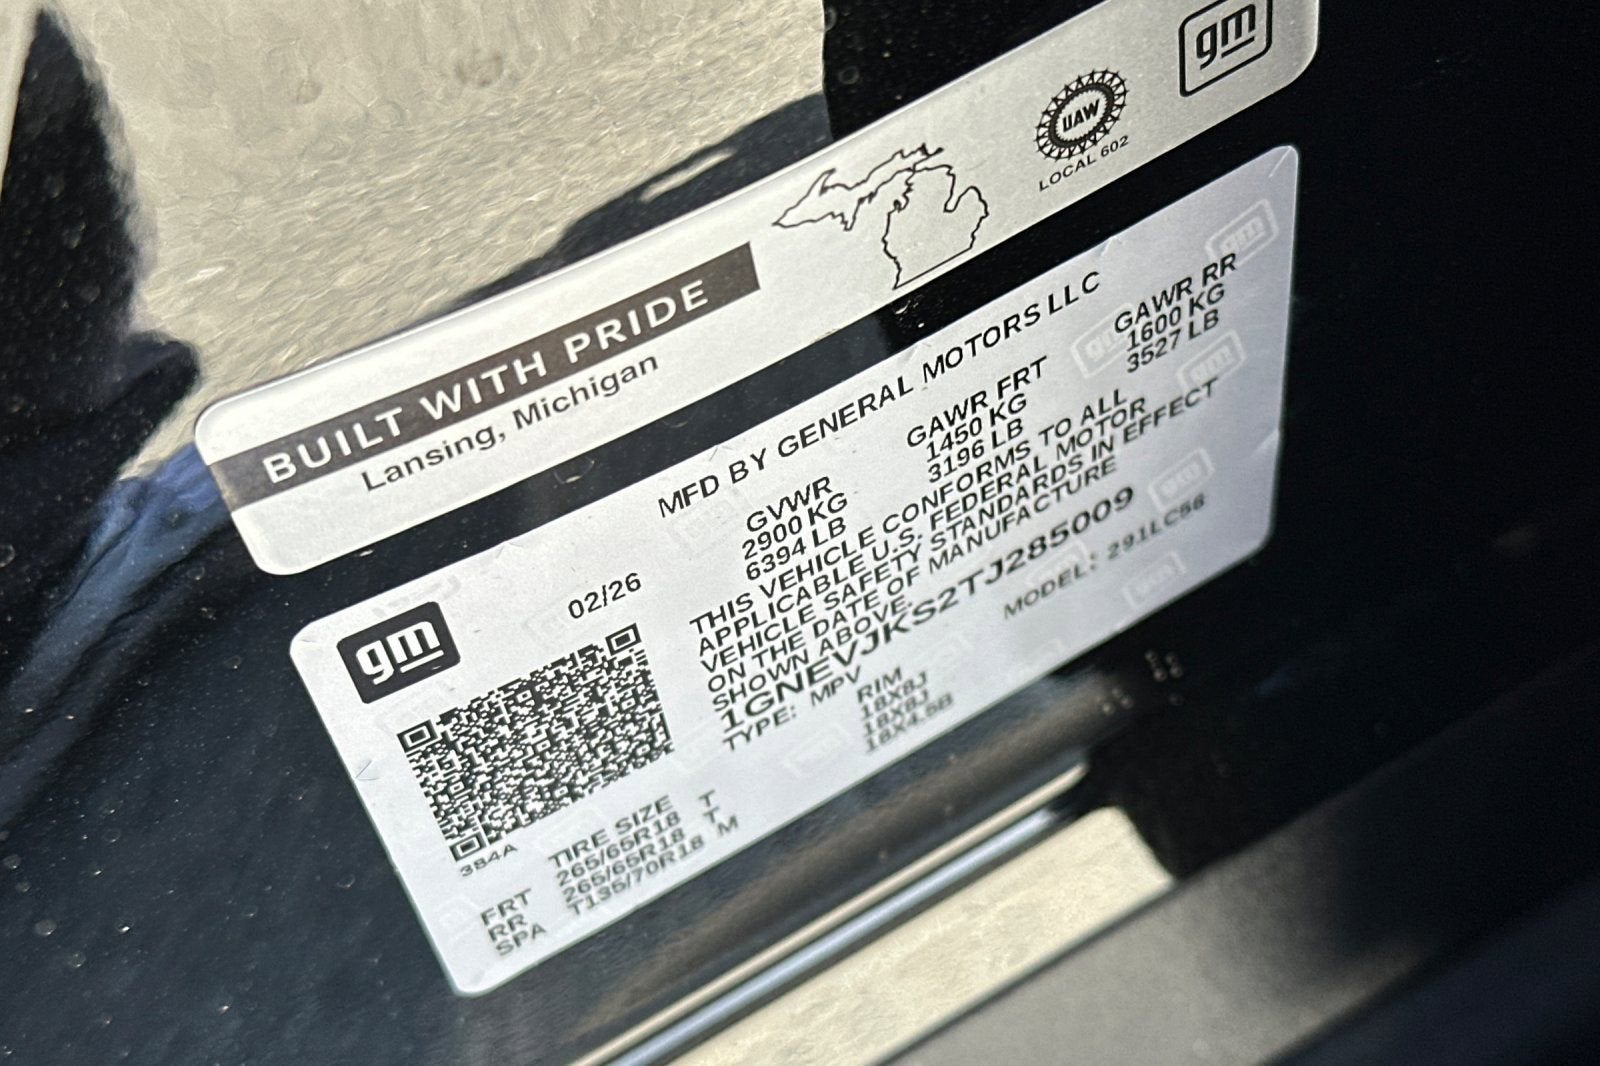 gm
UAW
LOCAL 602
BUILT WITH PRIDE
Lansing, Michigan
MFD BY GENERAL MOTORS LLC
02/26
GVWR GAWR FRT GAWR RR
2900 KG 1450 KG 1600 KG
6394 LB 3196 LB 3527 LB
THIS VEHICLE CONFORMS TO ALL
APPLICABLE U.S. FEDERAL MOTOR
VEHICLE SAFETY STANDARDS IN EFFECT
ON THE DATE OF MANUFACTURE
SHOWN ABOVE.
1GNEVJKS2TJ285009
TYPE: MPV MODEL: 291LC56
gm
384A
TIRE SIZE T RIM
FRT 265/65R18 T 18X8J
RR 265/65R18 T 18X8J
SPA T135/70R18 M 18X4.5B